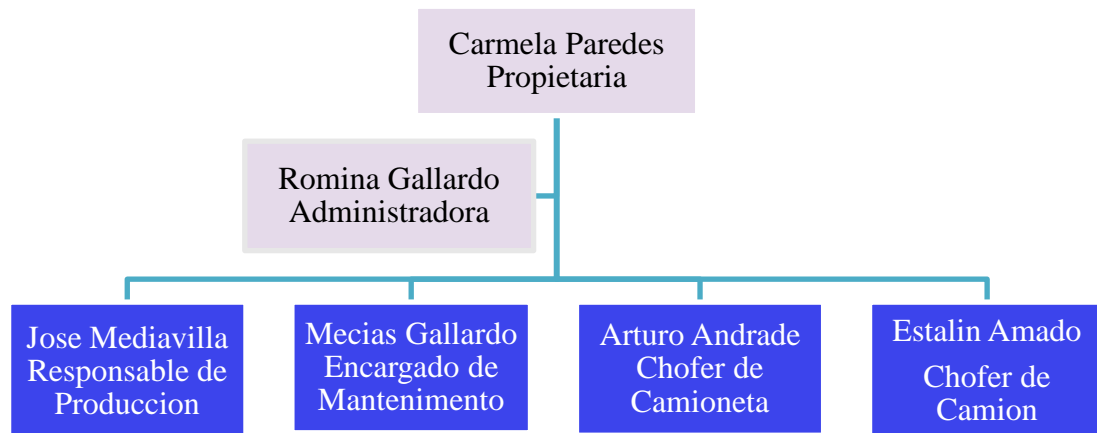 Carmela Paredes
Propietaria
Romina Gallardo
Administradora
Jose Mediavilla
Responsable de
Produccion
Mecias Gallardo
Encargado de
Mantenimento
Arturo Andrade
Chofer de
Camioneta
Estalin Amado
Chofer de
Camion